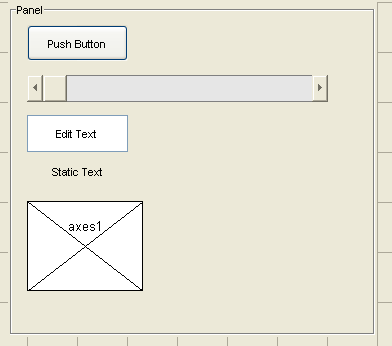 Panel
Push Button
Edit Text
Static Text
axes1